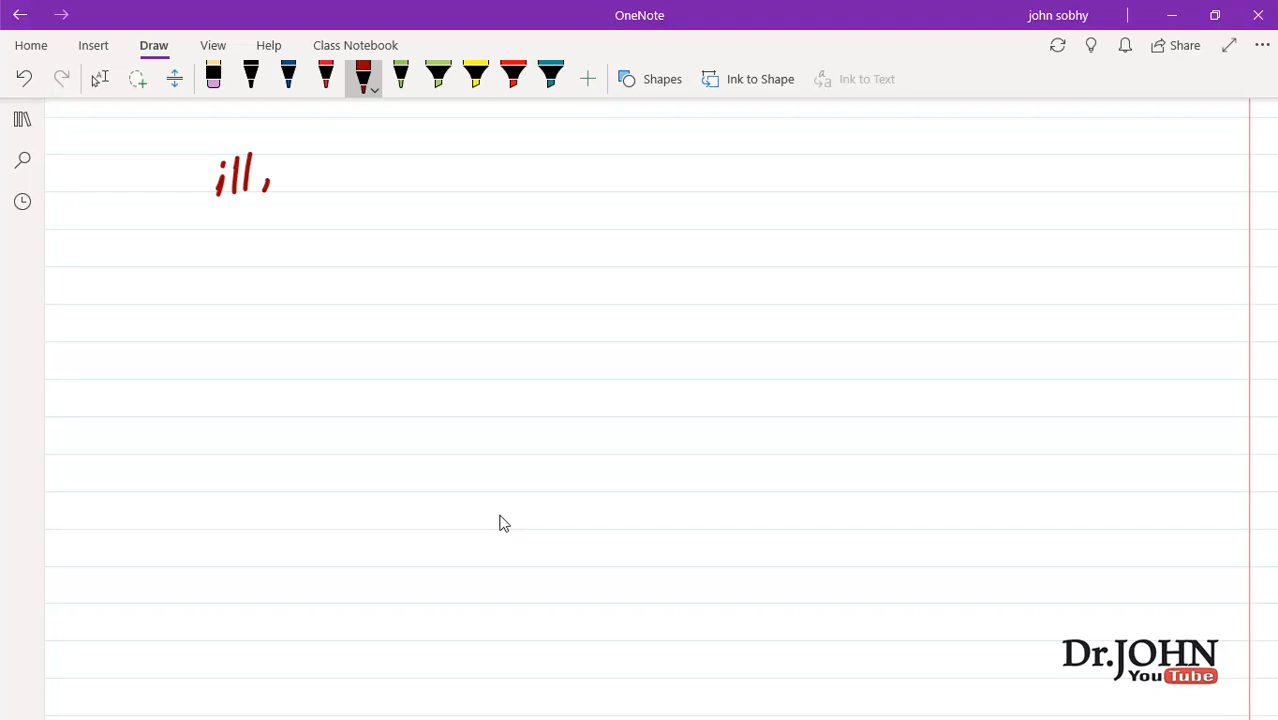 OneNote
john sobhy
Home Insert Draw View Help Class Notebook Share
Shapes Ink to Shape Ink to Text
ill,
Dr.JOHN
YouTube